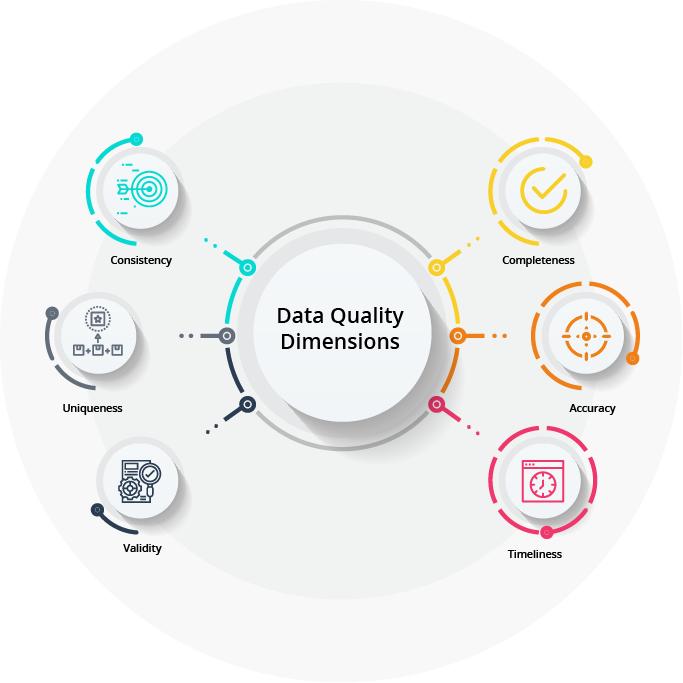 Consistency
Completeness
Data Quality
Dimensions
Uniqueness
Accuracy
Validity
Timeliness